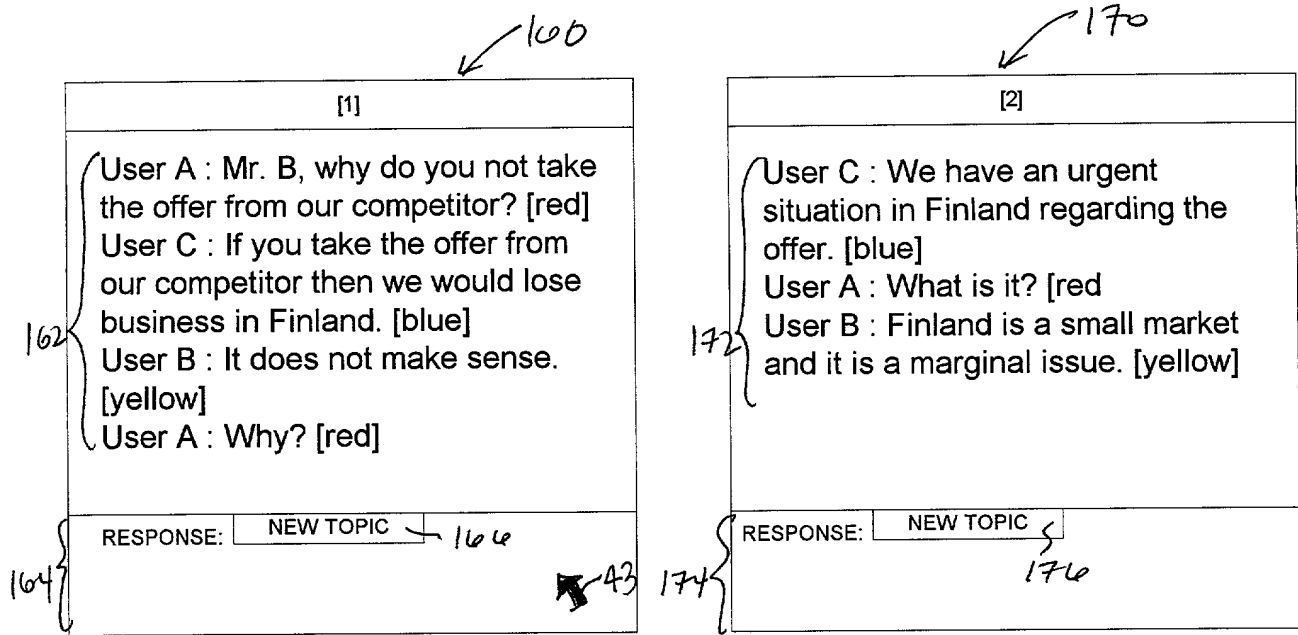 160
170
[1]
User A : Mr. B, why do you not take
the offer from our competitor? [red]
User C : If you take the offer from
our competitor then we would lose
business in Finland. [blue]
User B : It does not make sense.
[yellow]
User A : Why? [red]
162
RESPONSE: NEW TOPIC 166
164
43
[2]
User C : We have an urgent
situation in Finland regarding the
offer. [blue]
User A : What is it? [red
User B : Finland is a small market
and it is a marginal issue. [yellow]
172
RESPONSE: NEW TOPIC
176
174